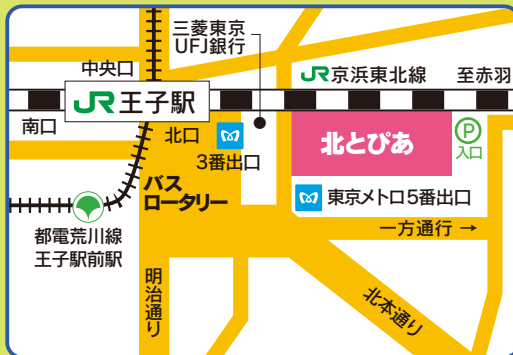 三菱東京
UFJ銀行
中央口
JR京浜東北線
至赤羽
JR王子駅
南口
北口
3番出口
北とぴあ
P
入口
バス
ロータリー
東京メトロ5番出口
一方通行 →
都電荒川線
王子駅前駅
明治通り
北本通り